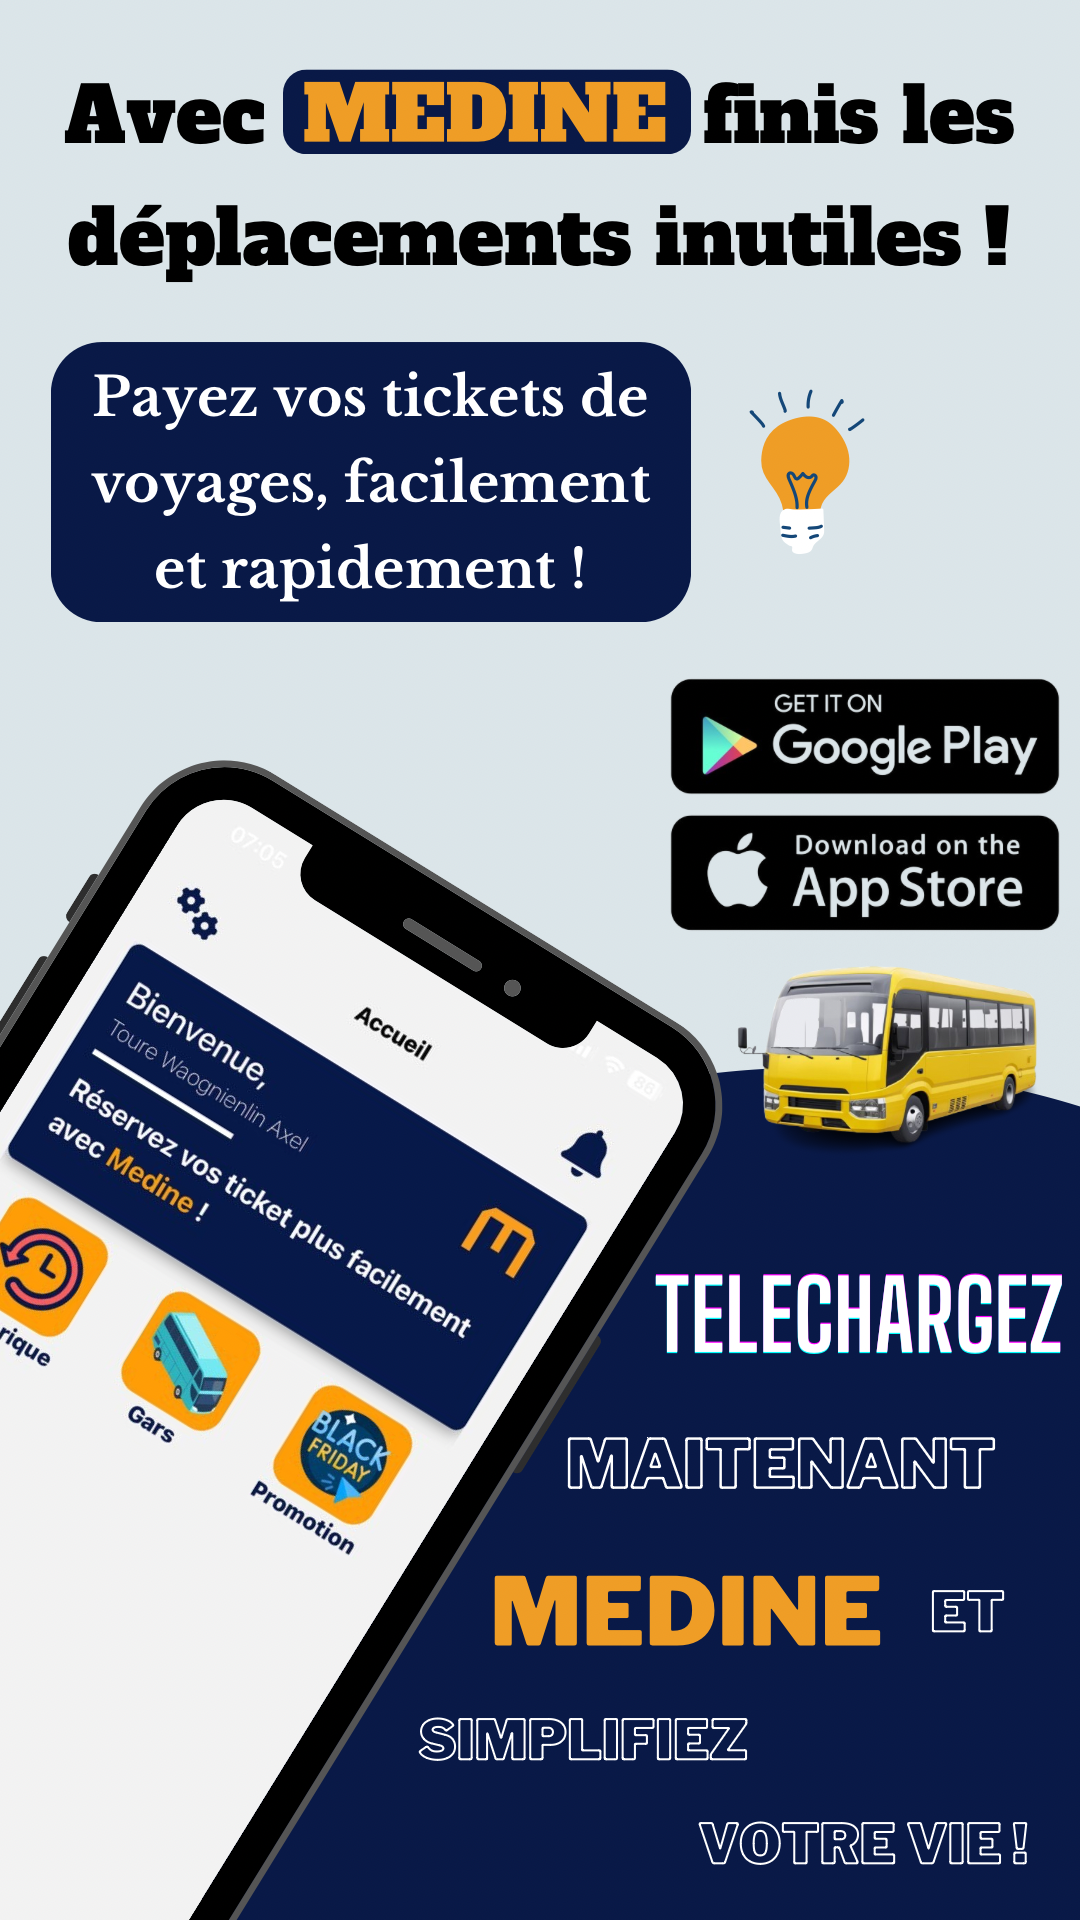 Avec MEDINE finis les
déplacements inutiles !
Payez vos tickets de
voyages, facilement
et rapidement !
GET IT ON
Google Play
Download on the
App Store
07:05
86
Accueil
Bienvenue,
Toure Waognienlin Axel
Réservez vos ticket plus facilement
avec Medine !
rique
Gars
BLACK
FRIDAY
Promotion
TELECHARGEZ
MAITENANT
MEDINE ET
SIMPLIFIEZ
VOTRE VIE !